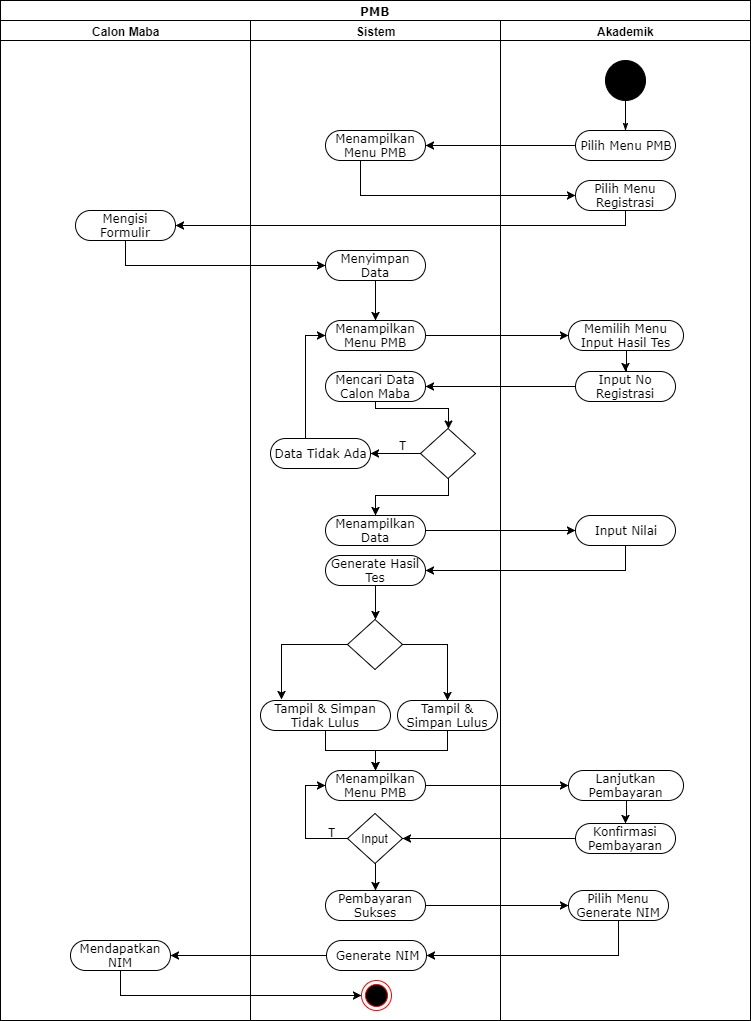 PMB
Calon Maba
Sistem
Akademik
Pilih Menu PMB
Menampilkan
Menu PMB
Pilih Menu
Registrasi
Mengisi
Formulir
Menyimpan
Data
Menampilkan
Menu PMB
Memilih Menu
Input Hasil Tes
Input No
Registrasi
Mencari Data
Calon Maba
T
Data Tidak Ada
Menampilkan
Data
Input Nilai
Generate Hasil
Tes
Tampil & Simpan
Tidak Lulus
Tampil &
Simpan Lulus
Menampilkan
Menu PMB
Lanjutkan
Pembayaran
Konfirmasi
Pembayaran
Input
T
Pembayaran
Sukses
Pilih Menu
Generate NIM
Generate NIM
Mendapatkan
NIM